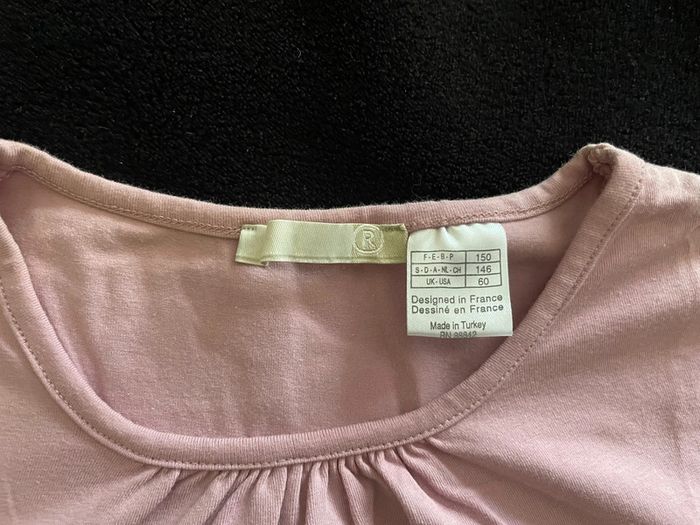 R
F-E-B-P 150
S-D-A-NL-CH 146
UK-USA 60
Designed in France
Dessiné en France
Made in Turkey